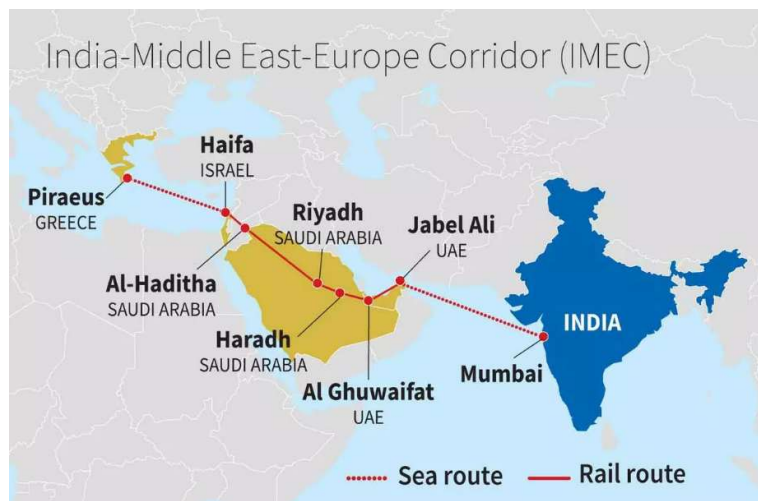 India-Middle East-Europe Corridor (IMEC)
Haifa
ISRAEL
Piraeus
GREECE
Riyadh
SAUDI ARABIA
Jabel Ali
UAE
Al-Haditha
SAUDI ARABIA
Haradh
SAUDI ARABIA
INDIA
Mumbai
Al Ghuwaifat
UAE
Sea route
Rail route